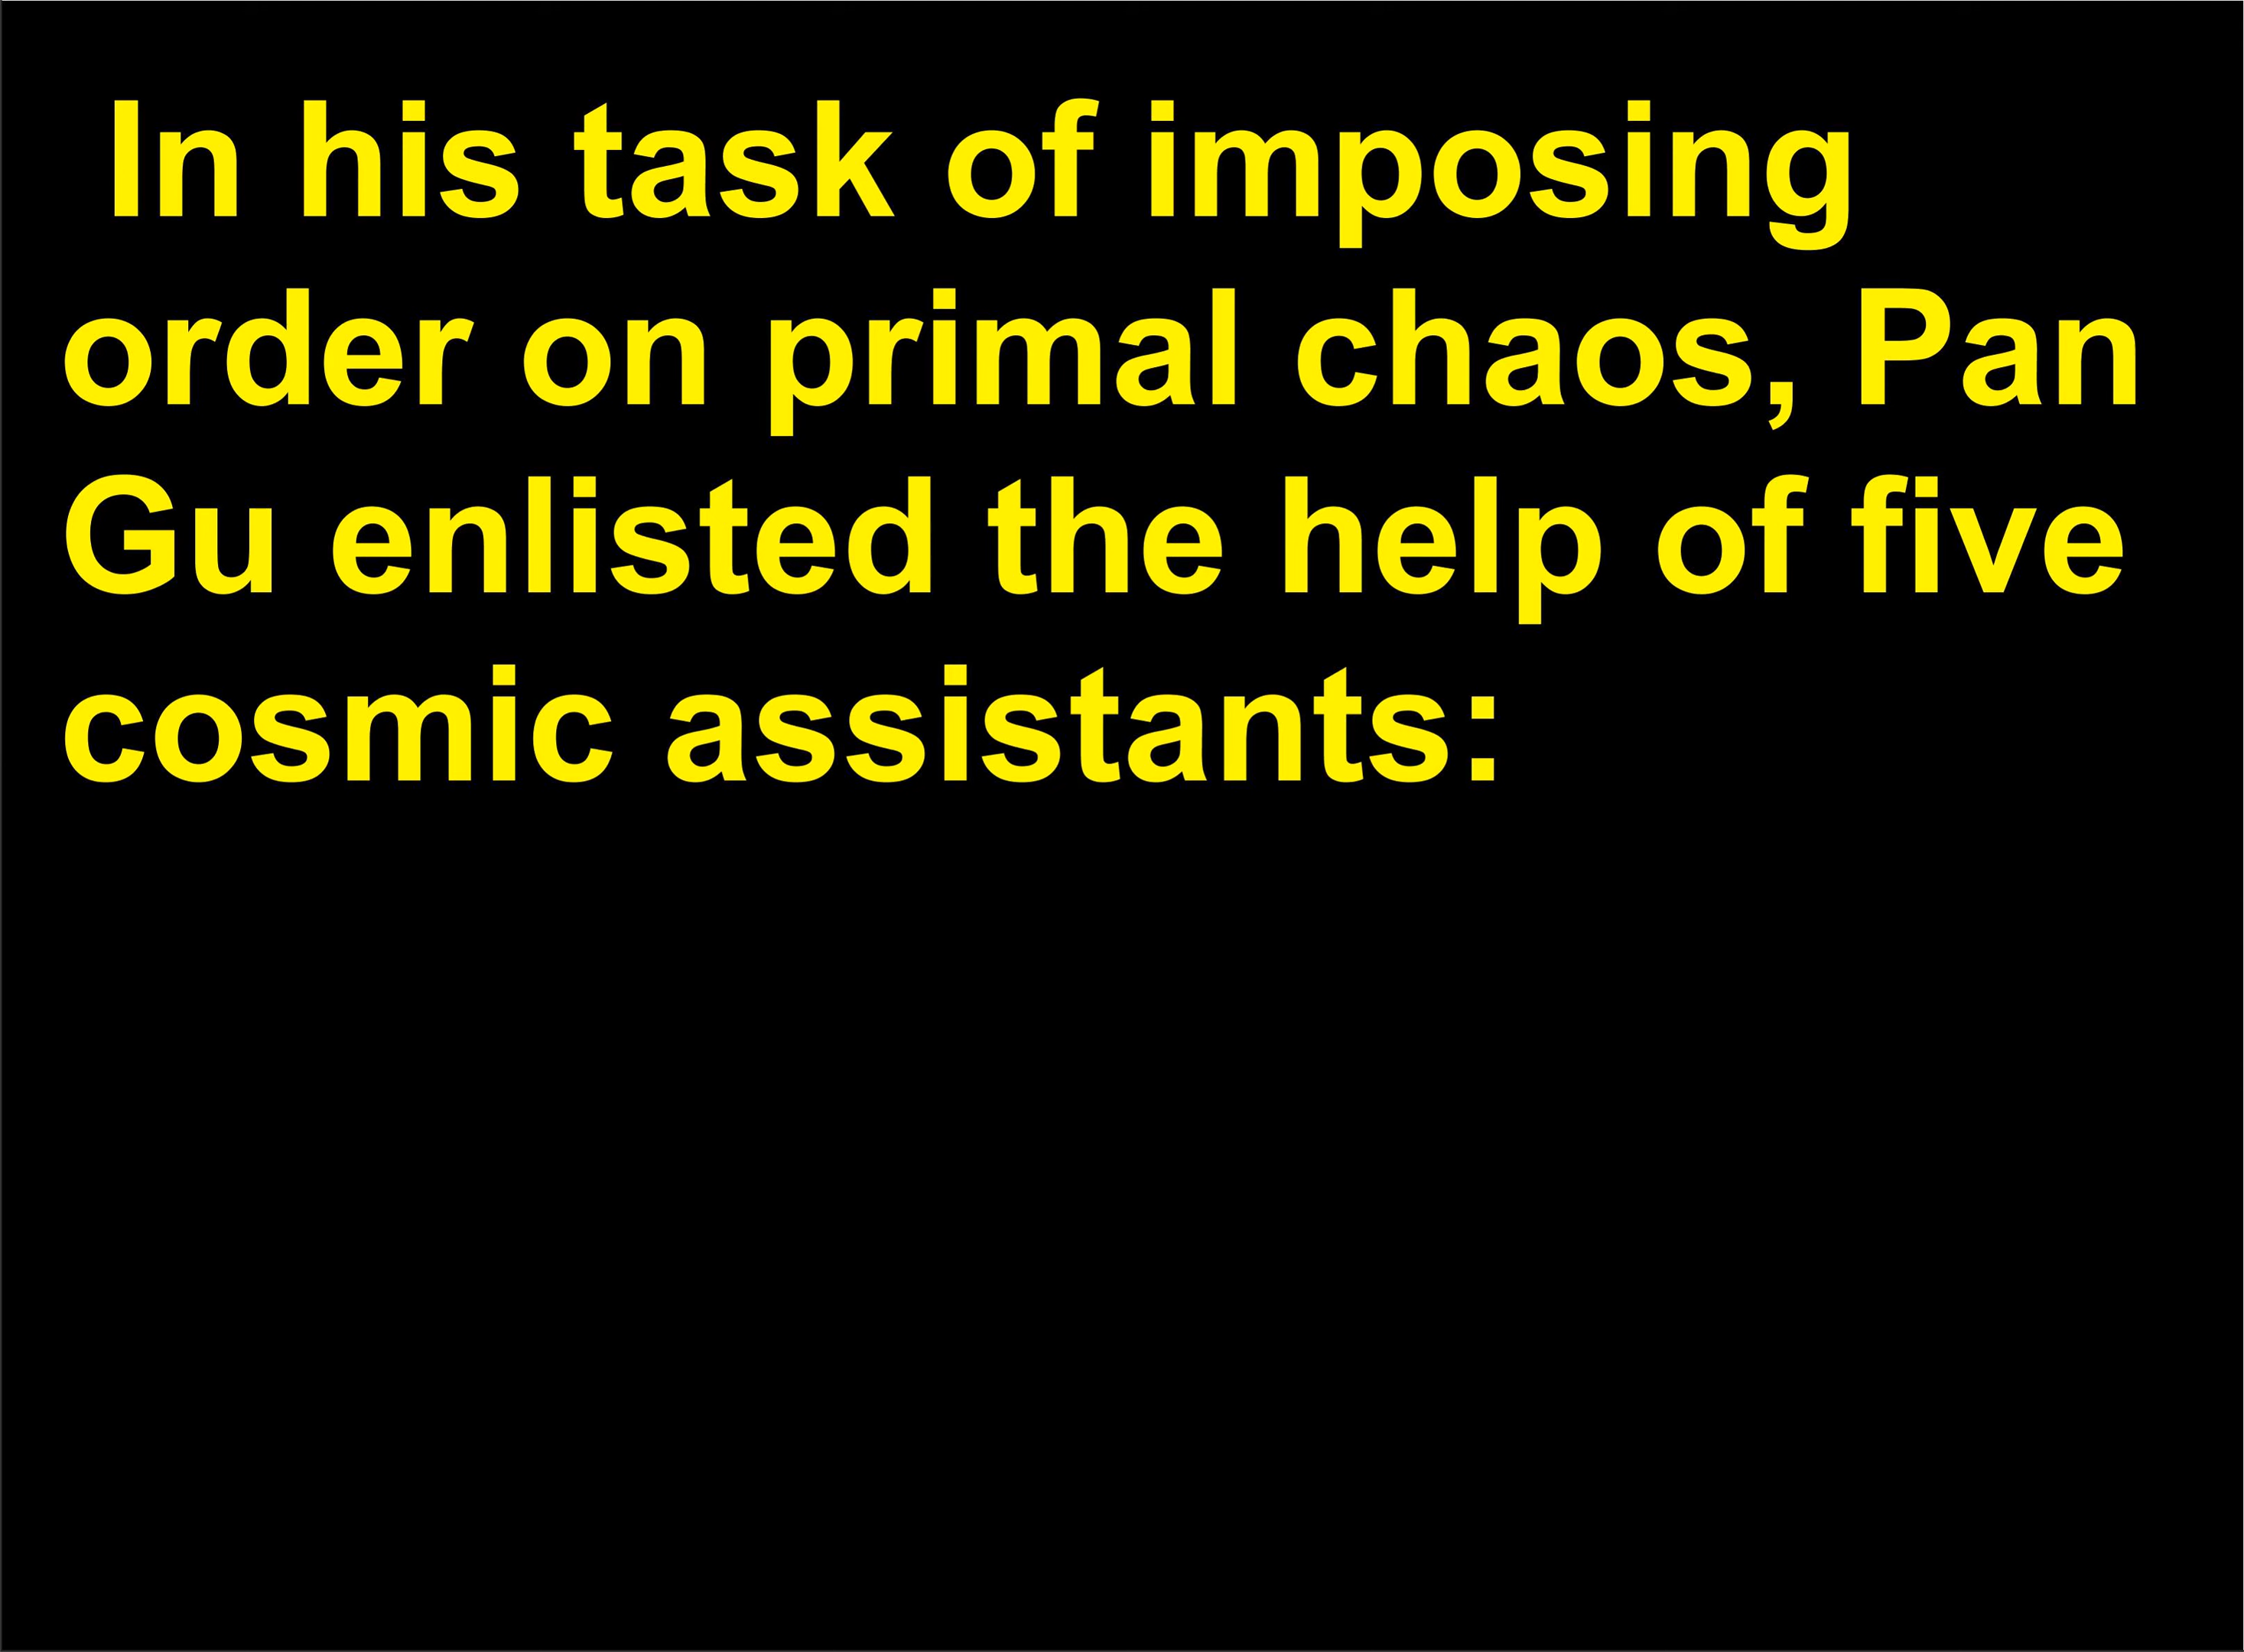 In his task of imposing
order on primal chaos, Pan
Gu enlisted the help of five
cosmic assistants: